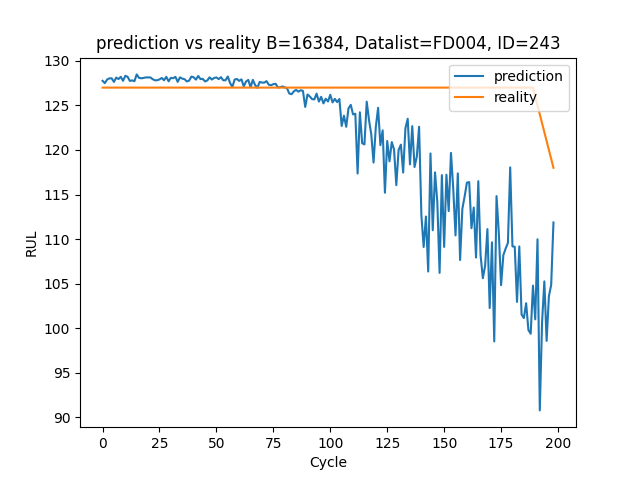 prediction vs reality B=16384, Datalist=FD004, ID=243
prediction
reality
RUL
130
125
120
115
110
105
100
95
90
0 25 50 75 100 125 150 175 200
Cycle